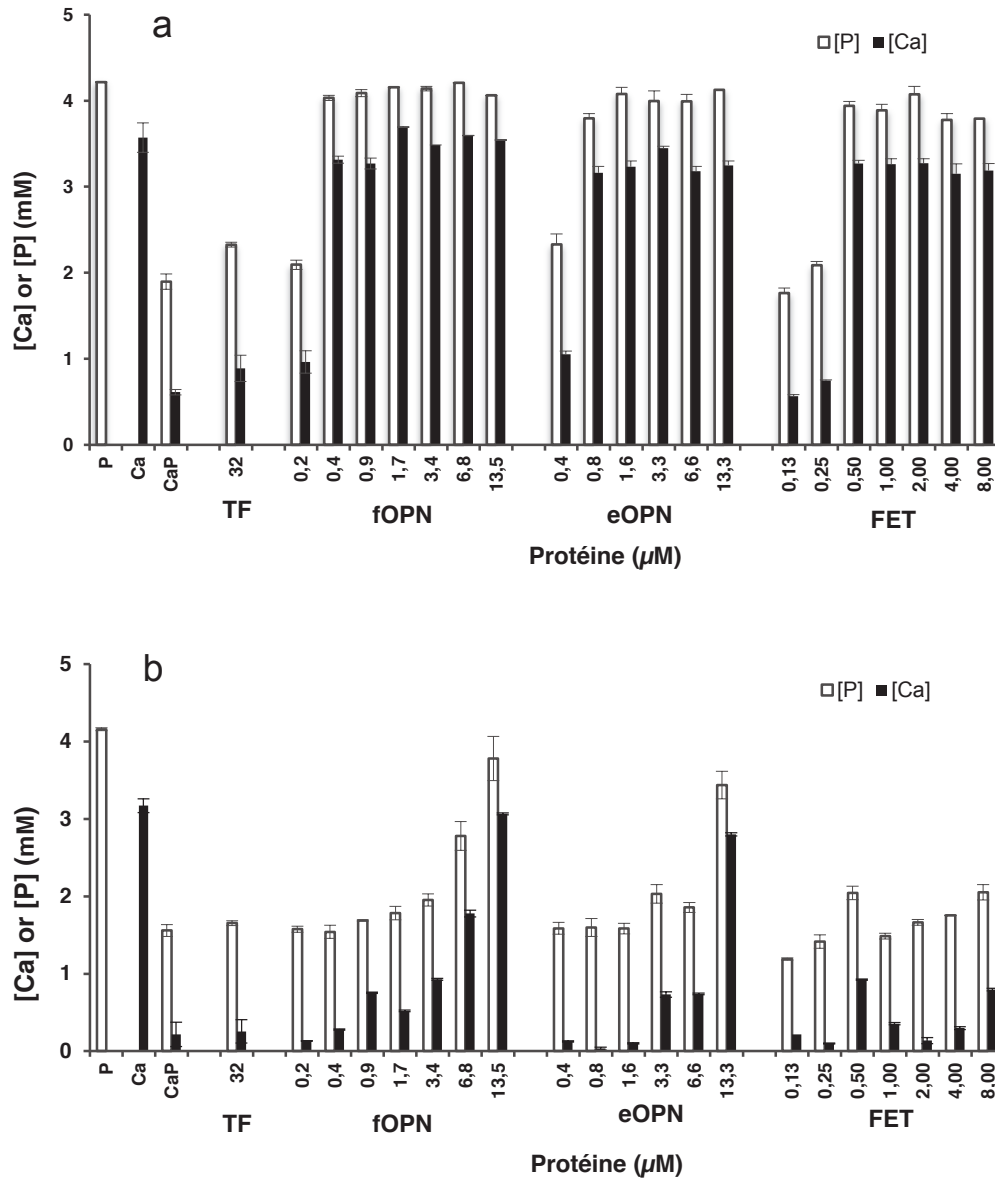 a
[P] [Ca]
[Ca] or [P] (mM)
5
4
3
2
1
0
P Ca CaP 32 0,2 0,4 0,9 1,7 3,4 6,8 13,5 0,4 0,8 1,6 3,3 6,6 13,3 0,13 0,25 0,50 1,00 2,00 4,00 8,00
TF fOPN eOPN FET
Protéine (µM)
b
[P] [Ca]
[Ca] or [P] (mM)
5
4
3
2
1
0
P Ca CaP 32 0,2 0,4 0,9 1,7 3,4 6,8 13,5 0,4 0,8 1,6 3,3 6,6 13,3 0,13 0,25 0,50 1,00 2,00 4,00 8.00
TF fOPN eOPN FET
Protéine (µM)